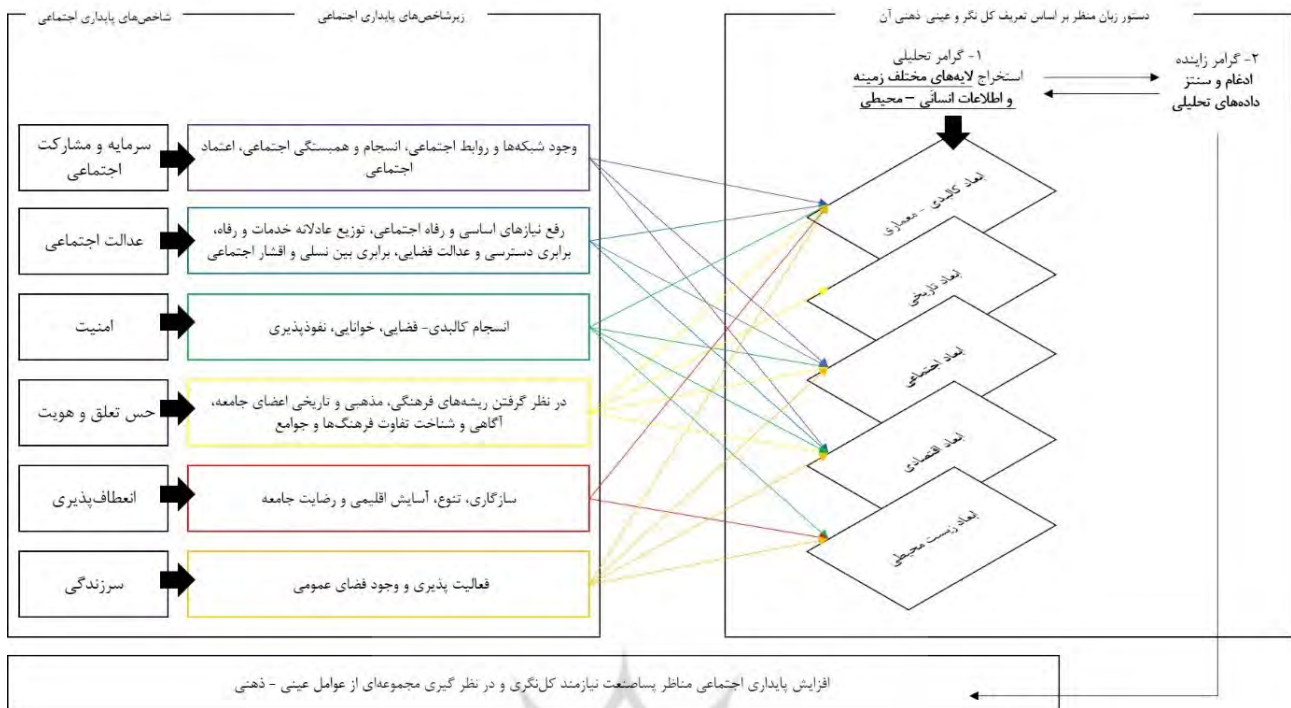 دستور زبان منظر بر اساس تعریف کل نگر و عینی ذهنی آن
۱- گرامر تحلیلی
استخراج لایه‌های مختلف زمینه
و اطلاعات انسانی – محیطی
۲- گرامر زاینده
ادغام و سنتز
داده‌های تحلیلی
ابعاد کالبدی - معماری
ابعاد تاریخی
ابعاد اجتماعی
ابعاد اقتصادی
ابعاد زیست محیطی
زیرشاخص‌های پایداری اجتماعی
شاخص‌های پایداری اجتماعی
سرمایه و مشارکت
اجتماعی
وجود شبکه‌ها و روابط اجتماعی، انسجام و همبستگی اجتماعی، اعتماد
اجتماعی
عدالت اجتماعی
رفع نیازهای اساسی و رفاه اجتماعی، توزیع عادلانه خدمات و رفاه،
برابری دسترسی و عدالت فضایی، برابری بین نسلی و اقشار اجتماعی
امنیت
انسجام کالبدی- فضایی، خوانایی، نفوذپذیری
حس تعلق و هویت
در نظر گرفتن ریشه‌های فرهنگی، مذهبی و تاریخی اعضای جامعه،
آگاهی و شناخت تفاوت فرهنگ‌ها و جوامع
انعطاف‌پذیری
سازگاری، تنوع، آسایش اقلیمی و رضایت جامعه
سرزندگی
فعالیت پذیری و وجود فضای عمومی
افزایش پایداری اجتماعی مناظر پساصنعت نیازمند کل‌نگری و در نظر گیری مجموعه‌ای از عوامل عینی - ذهنی